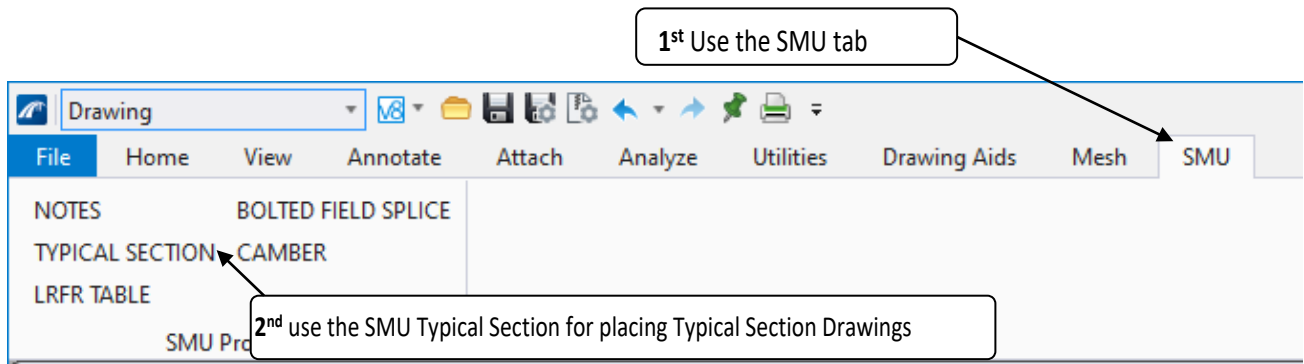 1st Use the SMU tab
Drawing
File Home View Annotate Attach Analyze Utilities Drawing Aids Mesh SMU
NOTES BOLTED FIELD SPLICE
TYPICAL SECTION CAMBER
LRFR TABLE
2nd use the SMU Typical Section for placing Typical Section Drawings
SMU